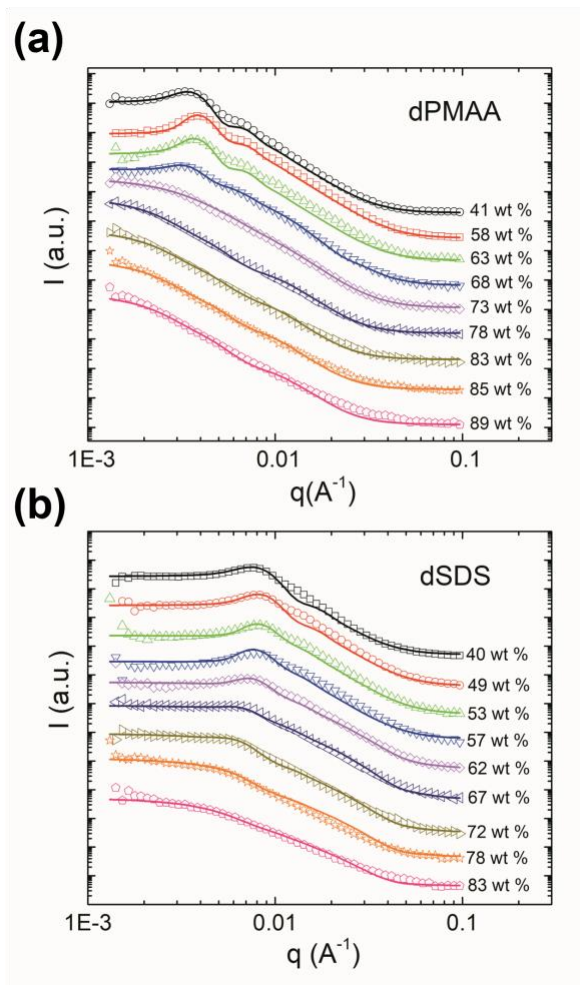 (a)
dPMAA
I (a.u.)
41 wt %
58 wt %
63 wt %
68 wt %
73 wt %
78 wt %
83 wt %
85 wt %
89 wt %
1E-3
0.01
0.1
q(A⁻¹)
(b)
dSDS
I (a.u.)
40 wt %
49 wt %
53 wt %
57 wt %
62 wt %
67 wt %
72 wt %
78 wt %
83 wt %
1E-3
0.01
0.1
q (A⁻¹)